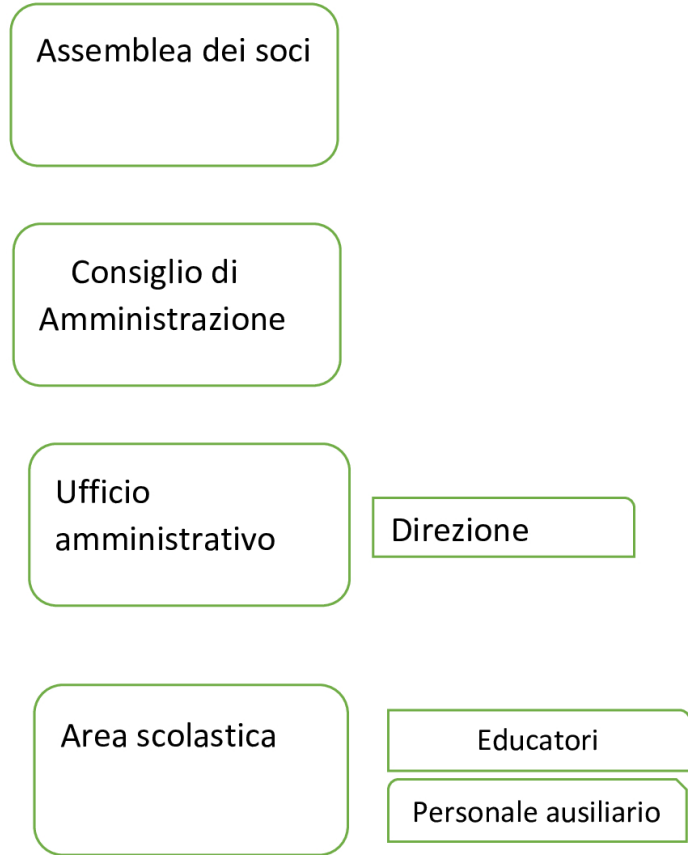 Assemblea dei soci
Consiglio di
Amministrazione
Ufficio
amministrativo
Direzione
Area scolastica
Educatori
Personale ausiliario